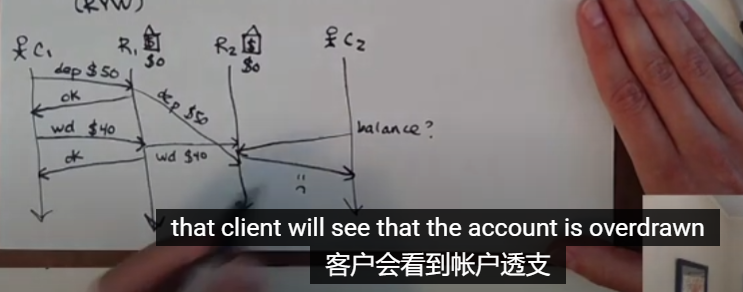 (RYW)
C₁ R₁ $ R₂ $ C₂
$0 $0
dep $50
ok
dep $50
wd $40
balance?
ok
wd $40
:(
that client will see that the account is overdrawn
客户会看到帐户透支